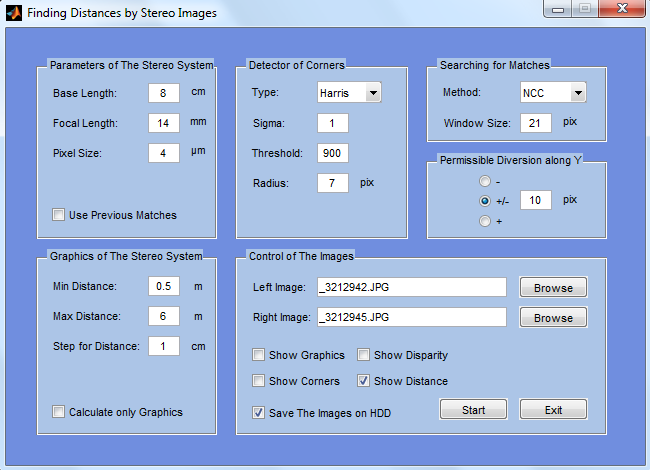 Finding Distances by Stereo Images
Parameters of The Stereo System
Base Length: 8 cm
Focal Length: 14 mm
Pixel Size: 4 µm
Use Previous Matches
Detector of Corners
Type: Harris
Sigma: 1
Threshold: 900
Radius: 7 pix
Searching for Matches
Method: NCC
Window Size: 21 pix
Permissible Diversion along Y
-
+/- 10 pix
+
Graphics of The Stereo System
Min Distance: 0.5 m
Max Distance: 6 m
Step for Distance: 1 cm
Calculate only Graphics
Control of The Images
Left Image: _3212942.JPG Browse
Right Image: _3212945.JPG Browse
Show Graphics Show Disparity
Show Corners Show Distance
Save The Images on HDD Start Exit